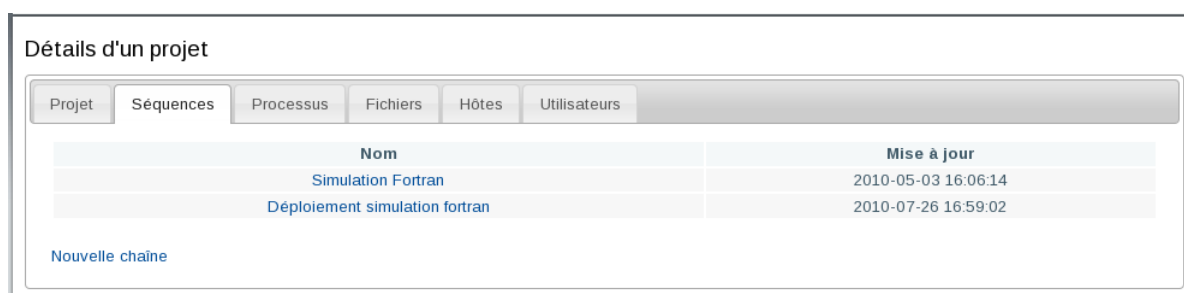 Détails d'un projet
Projet Séquences Processus Fichiers Hôtes Utilisateurs
Nom Mise à jour
Simulation Fortran 2010-05-03 16:06:14
Déploiement simulation fortran 2010-07-26 16:59:02
Nouvelle chaîne